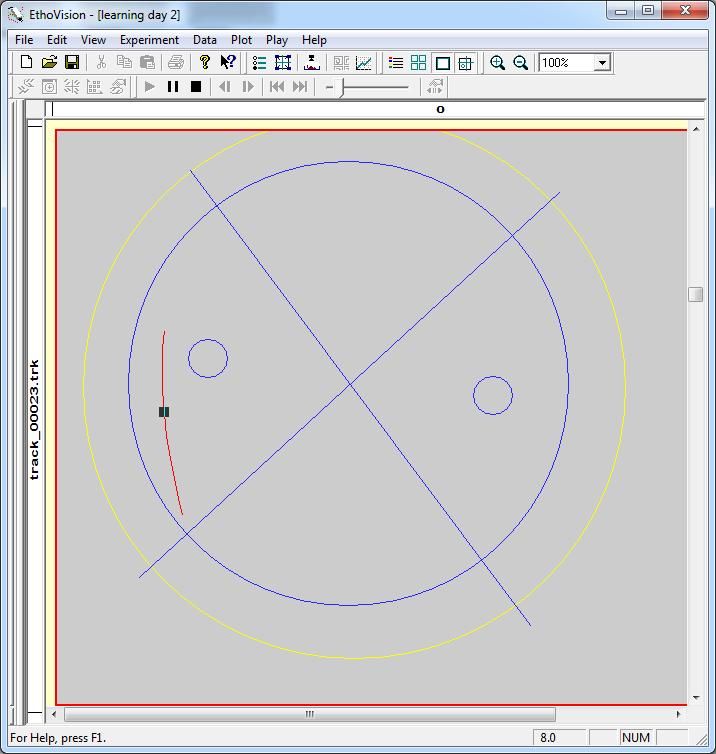 EthoVision - [learning day 2]
File Edit View Experiment Data Plot Play Help
100%
O
track_00023.trk
For Help, press F1.
8.0
NUM